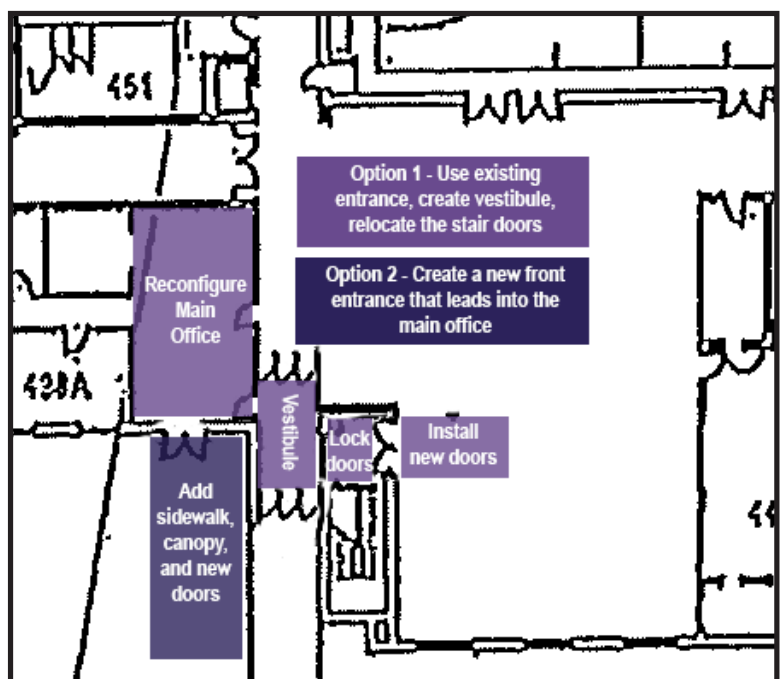 451
Option 1 - Use existing
entrance, create vestibule,
relocate the stair doors
Reconfigure
Main
Office
Option 2 - Create a new front
entrance that leads into the
main office
438A
Vestibule
Lock
doors
Install
new doors
Add
sidewalk,
canopy,
and new
doors